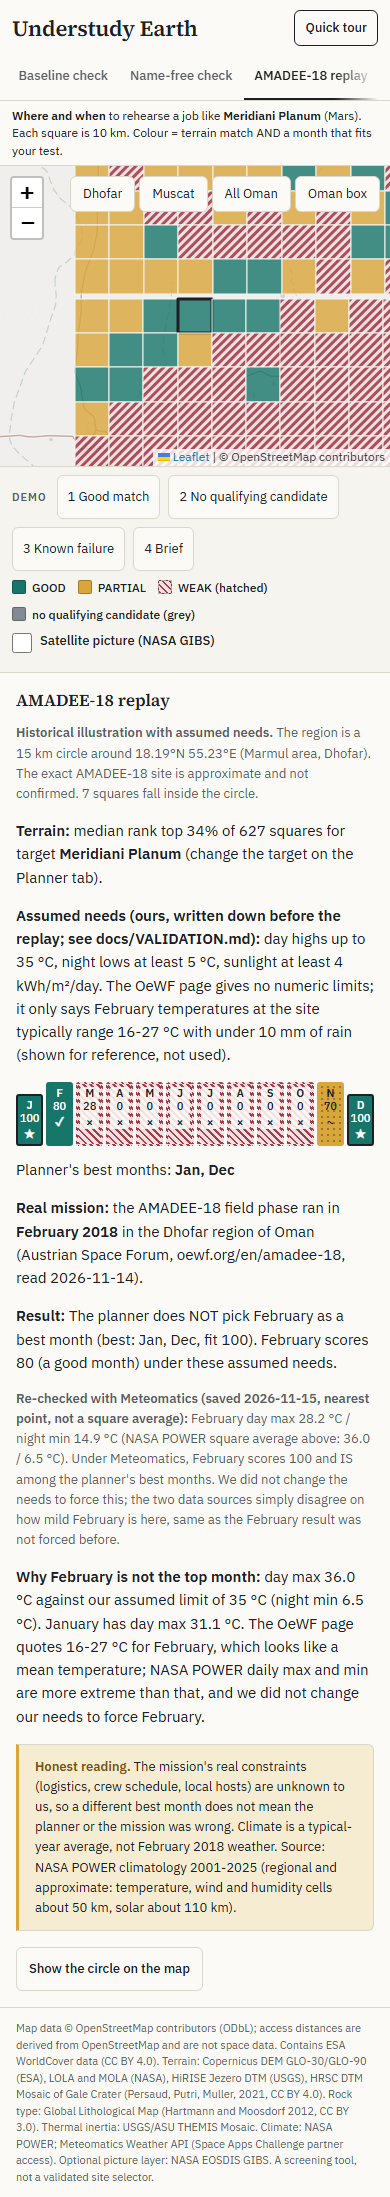 Understudy Earth
Quick tour
Baseline check
Name-free check
AMADEE-18 replay
Where and when to rehearse a job like Meridiani Planum (Mars).
Each square is 10 km. Colour = terrain match AND a month that fits
your test.
+
−
Dhofar
Muscat
All Oman
Oman box
Leaflet | © OpenStreetMap contributors
DEMO
1 Good match
2 No qualifying candidate
3 Known failure
4 Brief
GOOD
PARTIAL
WEAK (hatched)
no qualifying candidate (grey)
Satellite picture (NASA GIBS)
AMADEE-18 replay
Historical illustration with assumed needs. The region is a
15 km circle around 18.19°N 55.23°E (Marmul area, Dhofar).
The exact AMADEE-18 site is approximate and not
confirmed. 7 squares fall inside the circle.
Terrain: median rank top 34% of 627 squares for
target Meridiani Planum (change the target on the
Planner tab).
Assumed needs (ours, written down before the
replay; see docs/VALIDATION.md): day highs up to
35 °C, night lows at least 5 °C, sunlight at least 4
kWh/m²/day. The OeWF page gives no numeric limits;
it only says February temperatures at the site
typically range 16-27 °C with under 10 mm of rain
(shown for reference, not used).
J F M A M J J A S O N D
100 80 28 0 0 0 0 0 0 0 70 100
★ ✓ × × × × × × × × ~ ★
Planner's best months: Jan, Dec
Real mission: the AMADEE-18 field phase ran in
February 2018 in the Dhofar region of Oman
(Austrian Space Forum, oewf.org/en/amadee-18,
read 2026-11-14).
Result: The planner does NOT pick February as a
best month (best: Jan, Dec, fit 100). February scores
80 (a good month) under these assumed needs.
Re-checked with Meteomatics (saved 2026-11-15, nearest
point, not a square average): February day max 28.2 °C /
night min 14.9 °C (NASA POWER square average above: 36.0
/ 6.5 °C). Under Meteomatics, February scores 100 and IS
among the planner's best months. We did not change the
needs to force this; the two data sources simply disagree on
how mild February is here, same as the February result was
not forced before.
Why February is not the top month: day max 36.0
°C against our assumed limit of 35 °C (night min 6.5
°C). January has day max 31.1 °C. The OeWF page
quotes 16-27 °C for February, which looks like a
mean temperature; NASA POWER daily max and min
are more extreme than that, and we did not change
our needs to force February.
Honest reading. The mission's real constraints
(logistics, crew schedule, local hosts) are unknown to
us, so a different best month does not mean the
planner or the mission was wrong. Climate is a typical-
year average, not February 2018 weather. Source:
NASA POWER climatology 2001-2025 (regional and
approximate: temperature, wind and humidity cells
about 50 km, solar about 110 km).
Show the circle on the map
Map data © OpenStreetMap contributors (ODbL); access distances are
derived from OpenStreetMap and are not space data. Contains ESA
WorldCover data (CC BY 4.0). Terrain: Copernicus DEM GLO-30/GLO-90
(ESA), LOLA and MOLA (NASA), HiRISE Jezero DTM (USGS), HRSC DTM
Mosaic of Gale Crater (Persaud, Putri, Muller, 2021, CC BY 4.0). Rock
type: Global Lithological Map (Hartmann and Moosdorf 2012, CC BY
3.0). Thermal inertia: USGS/ASU THEMIS Mosaic. Climate: NASA
POWER; Meteomatics Weather API (Space Apps Challenge partner
access). Optional picture layer: NASA EOSDIS GIBS. A screening tool,
not a validated site selector.